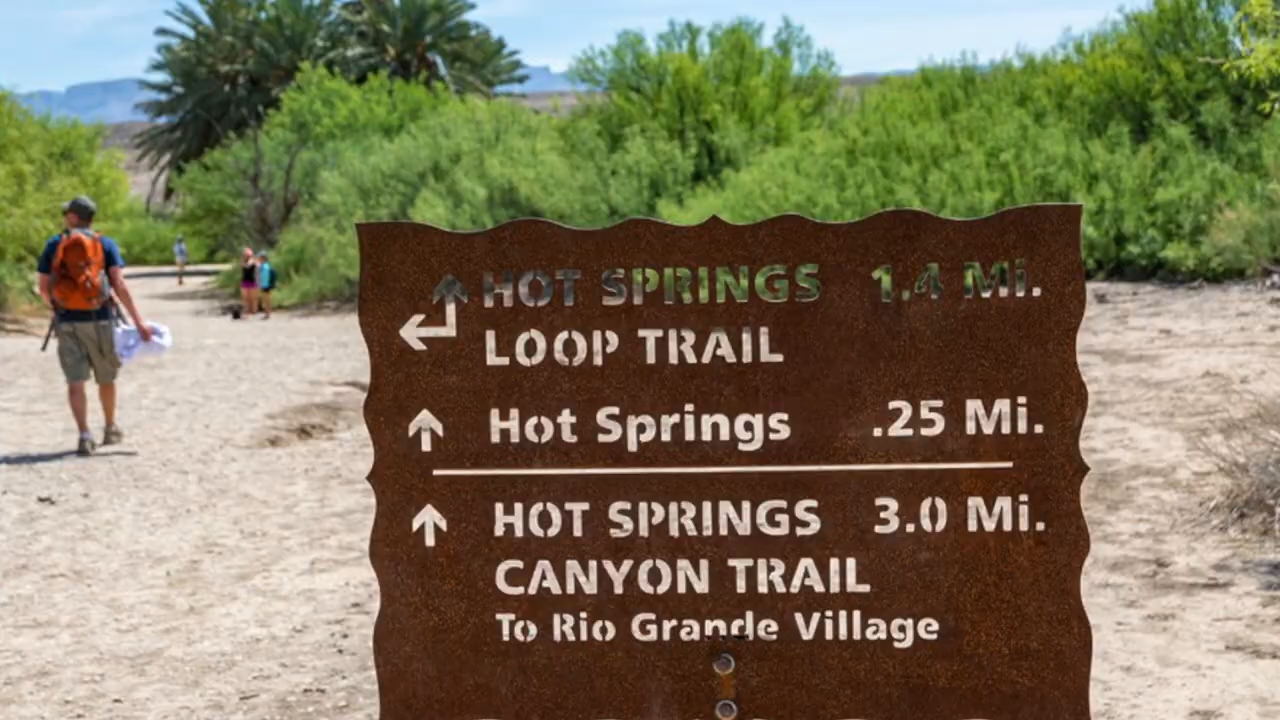 HOT SPRINGS 1.4 Mi.
LOOP TRAIL
Hot Springs .25 Mi.
HOT SPRINGS 3.0 Mi.
CANYON TRAIL
To Rio Grande Village